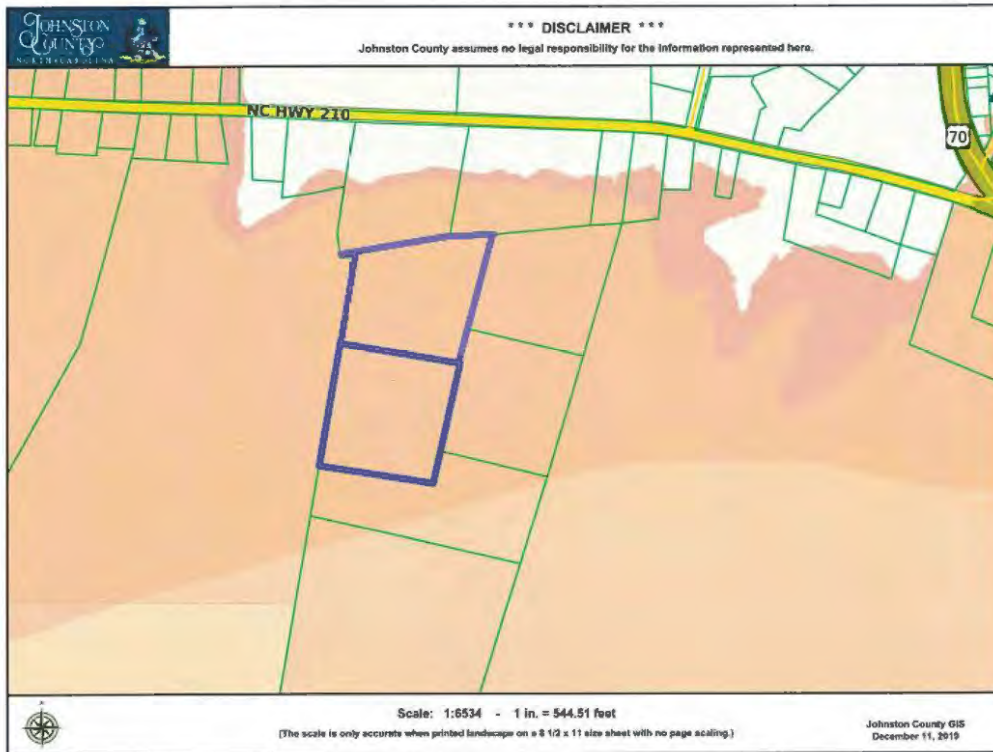 JOHNSTON
COUNTY
NORTH CAROLINA
*** DISCLAIMER ***
Johnston County assumes no legal responsibility for the information represented here.
NC HWY 210
70
Scale: 1:6534 - 1 in. = 544.51 feet
(The scale is only accurate when printed landscape on a 8 1/2 x 11 size sheet with no page scaling.)
Johnston County GIS
December 11, 2019